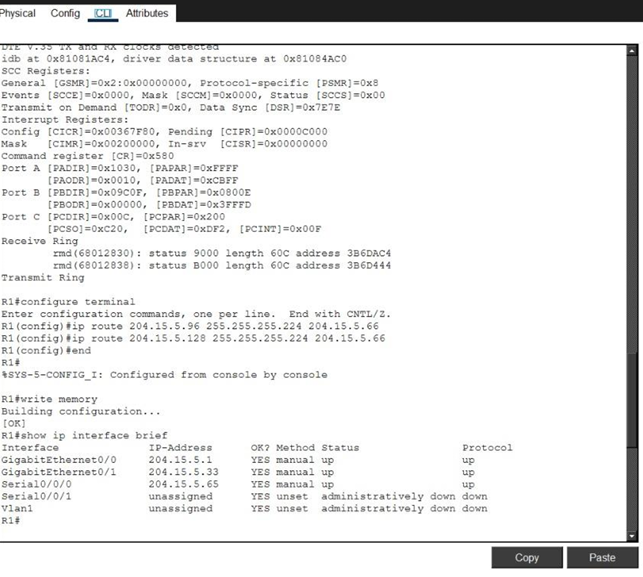 Physical Config CLI Attributes
DTE V.35 TX and RX clocks detected
idb at 0x81081AC4, driver data structure at 0x81084AC0
SCC Registers:
General [GSMR]=0x2:0x00000000, Protocol-specific [PSMR]=0x8
Events [SCCE]=0x0000, Mask [SCCM]=0x0000, Status [SCCS]=0x00
Transmit on Demand [TODR]=0x0, Data Sync [DSR]=0x7E7E
Interrupt Registers:
Config [CICR]=0x00367F80, Pending [CIPR]=0x0000C000
Mask [CIMR]=0x00200000, In-srv [CISR]=0x00000000
Command register [CR]=0x580
Port A [PADIR]=0x1030, [PAPAR]=0xFFFF
[PAODR]=0x0010, [PADAT]=0xCBFF
Port B [PBDIR]=0x09C0F, [PBPAR]=0x0800E
[PBODR]=0x00000, [PBDAT]=0x3FFFD
Port C [PCDIR]=0x00C, [PCPAR]=0x200
[PCSO]=0xC20, [PCDAT]=0xDF2, [PCINT]=0x00F
Receive Ring
rmd(68012830): status 9000 length 60C address 3B6DAC4
rmd(68012838): status B000 length 60C address 3B6D444
Transmit Ring
R1#configure terminal
Enter configuration commands, one per line. End with CNTL/Z.
R1(config)#ip route 204.15.5.96 255.255.255.224 204.15.5.66
R1(config)#ip route 204.15.5.128 255.255.255.224 204.15.5.66
R1(config)#end
R1#
%SYS-5-CONFIG_I: Configured from console by console
R1#write memory
Building configuration...
[OK]
R1#show ip interface brief
Interface IP-Address OK? Method Status Protocol
GigabitEthernet0/0 204.15.5.1 YES manual up up
GigabitEthernet0/1 204.15.5.33 YES manual up up
Serial0/0/0 204.15.5.65 YES manual up up
Serial0/0/1 unassigned YES unset administratively down down
Vlan1 unassigned YES unset administratively down down
R1#
Copy Paste